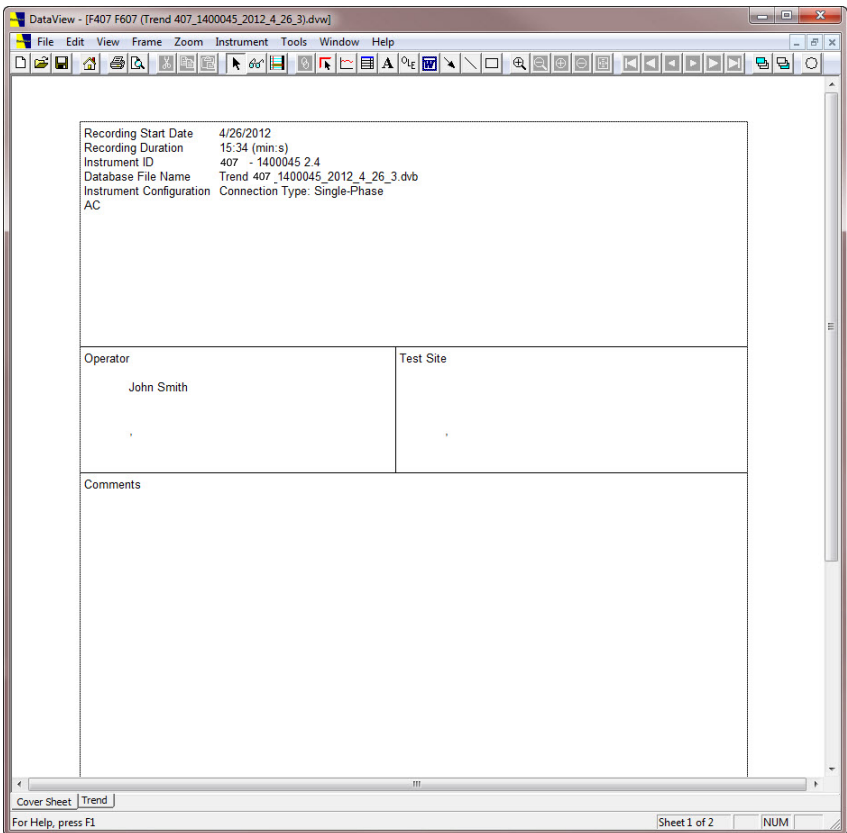 DataView - [F407 F607 (Trend 407_1400045_2012_4_26_3).dvw]
File Edit View Frame Zoom Instrument Tools Window Help
A OLE W
Recording Start Date 4/26/2012
Recording Duration 15:34 (min:s)
Instrument ID 407 - 1400045 2.4
Database File Name Trend 407_1400045_2012_4_26_3.dvb
Instrument Configuration Connection Type: Single-Phase
AC
Operator Test Site
John Smith
, ,
Comments
Cover Sheet Trend
For Help, press F1 Sheet 1 of 2 NUM